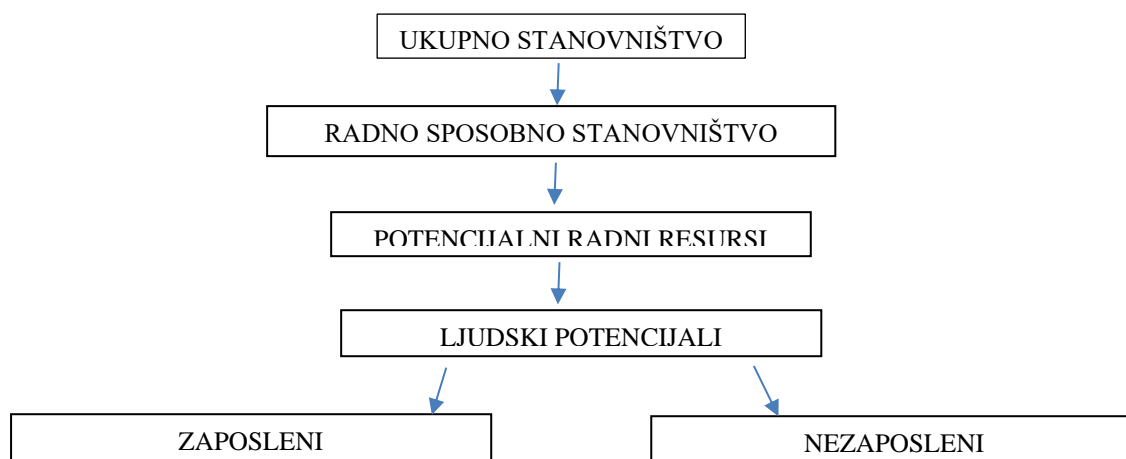 UKUPNO STANOVNIŠTVO
RADNO SPOSOBNO STANOVNIŠTVO
POTENCIJALNI RADNI RESURSI
LJUDSKI POTENCIJALI
ZAPOSLENI
NEZAPOSLENI